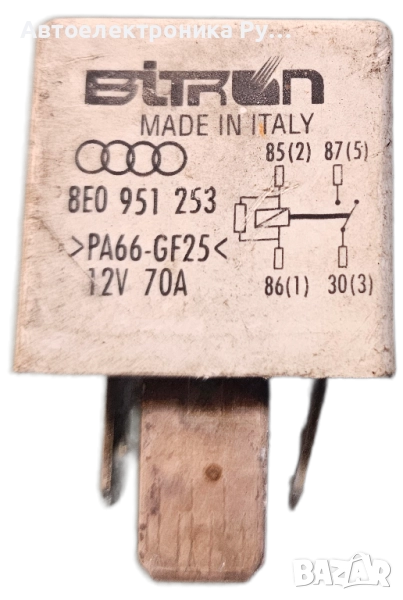 Автоелектроника Ру...
BiTRON
MADE IN ITALY
8E0 951 253
>PA66-GF25<
12V 70A
85(2) 87(5)
86(1) 30(3)
BAZAR